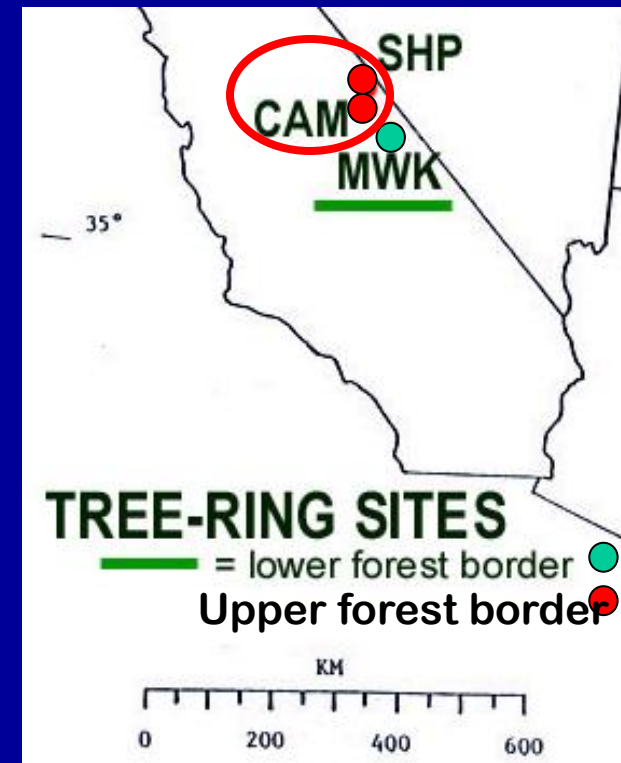 SHP
CAM
MWK
35°
TREE-RING SITES
= lower forest border
Upper forest border
KM
0 200 400 600